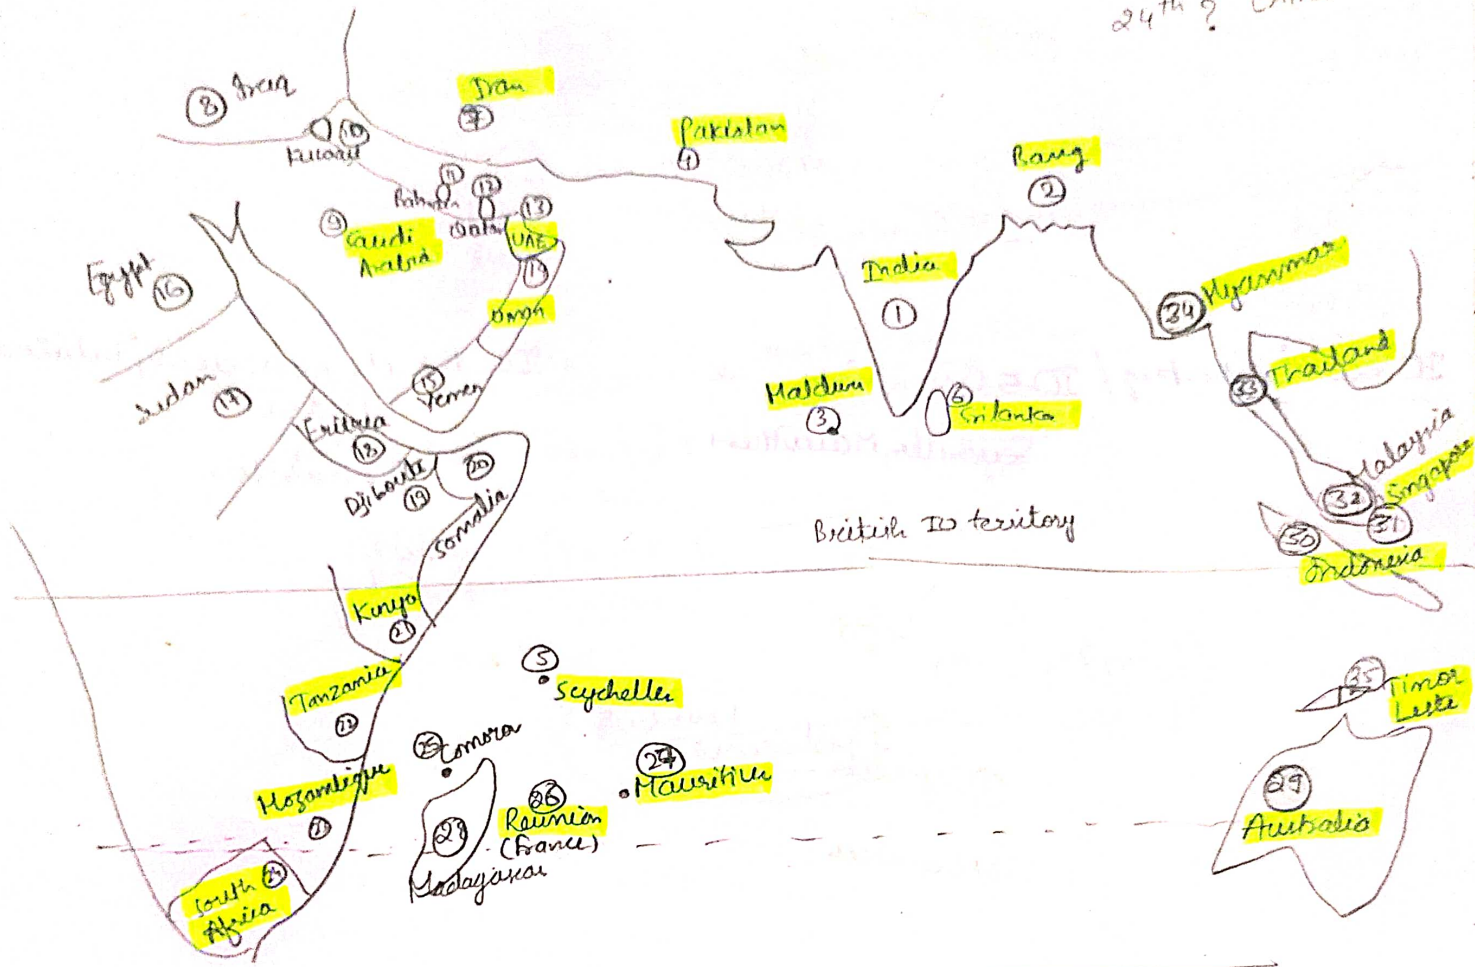 24th ?
8 Iraq
Iran
7
10
Kuwait
Pakistan
4
Bang
2
11
Bahrain
12
Qatar
13
UAE
9
Saudi
Arabia
14
Oman
Egypt
16
India
1
34 Myanmar
Sudan
17
15
Yemen
Maldives
3
6
Srilanka
33 Thailand
Eritrea
18
Djibouti
19
20
Somalia
Malaysia
32
Singapore
31
British IO territory
30
Indonesia
Kenya
21
Tanzania
22
5
Seychelles
35
Timor
Leste
25 Comoros
27
Mauritius
Mozambique
23
26
Reunion
(France)
Madagascar
29
Australia
South 24
Africa